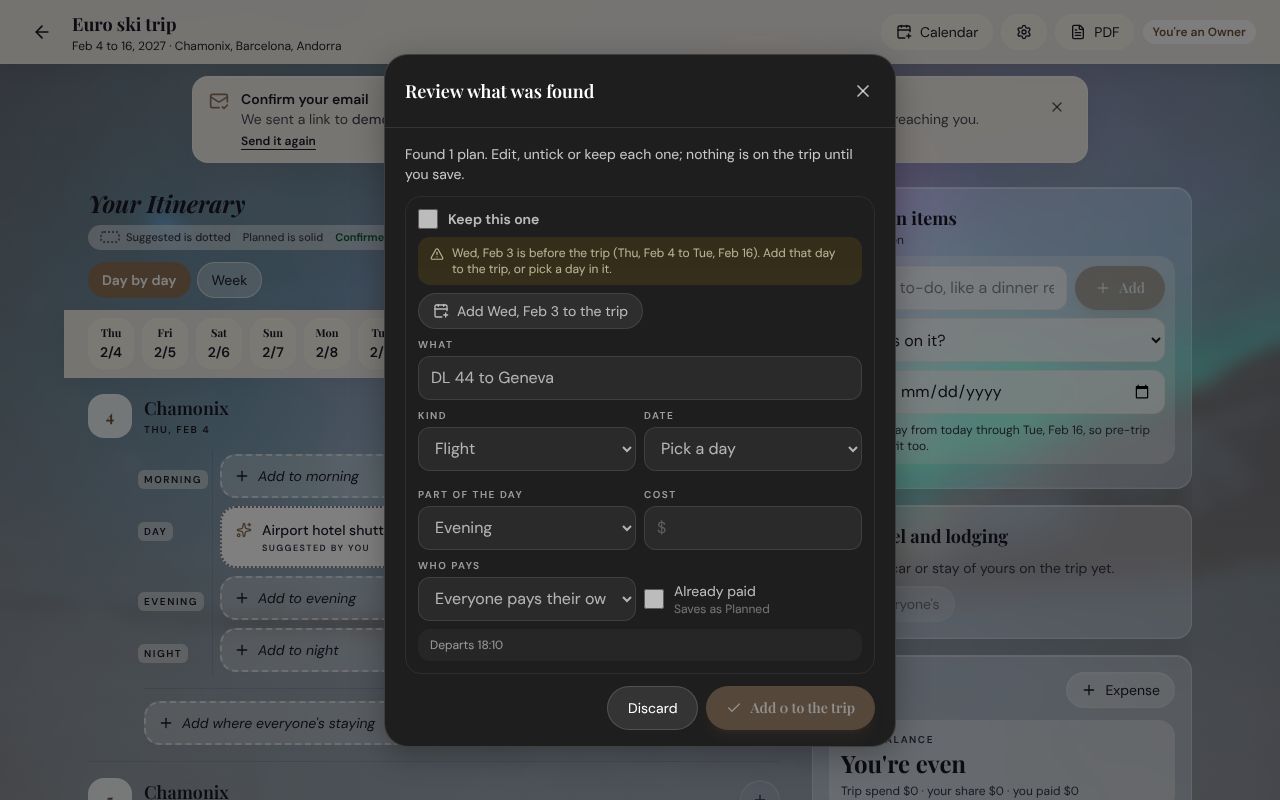 Euro ski trip
Feb 4 to 16, 2027 · Chamonix, Barcelona, Andorra
Calendar
PDF
You're an Owner
Confirm your email
We sent a link to
reaching you.
Send it again
Review what was found
Found 1 plan. Edit, untick or keep each one; nothing is on the trip until
you save.
Keep this one
Wed, Feb 3 is before the trip (Thu, Feb 4 to Tue, Feb 16). Add that day
to the trip, or pick a day in it.
Add Wed, Feb 3 to the trip
WHAT
DL 44 to Geneva
KIND
DATE
Flight
Pick a day
PART OF THE DAY
COST
Evening
$
WHO PAYS
Everyone pays their ow
Already paid
Saves as Planned
Departs 18:10
Discard
Add 0 to the trip
Your Itinerary
Suggested is dotted
Planned is solid
Day by day
Week
Thu
2/4
Fri
2/5
Sat
2/6
Sun
2/7
Mon
2/8
4
Chamonix
THU, FEB 4
MORNING
Add to morning
DAY
Airport hotel
SUGGESTED BY YOU
EVENING
Add to evening
NIGHT
Add to night
Add where everyone's staying
Chamonix
items
to-do, like a dinner
Add
on it?
mm/dd/yyyy
from today through Tue, Feb 16, so pre-trip
too.
and lodging
car or stay of yours on the trip yet.
Expense
You're even
Trip spend $0 · your share $0 · you paid $0